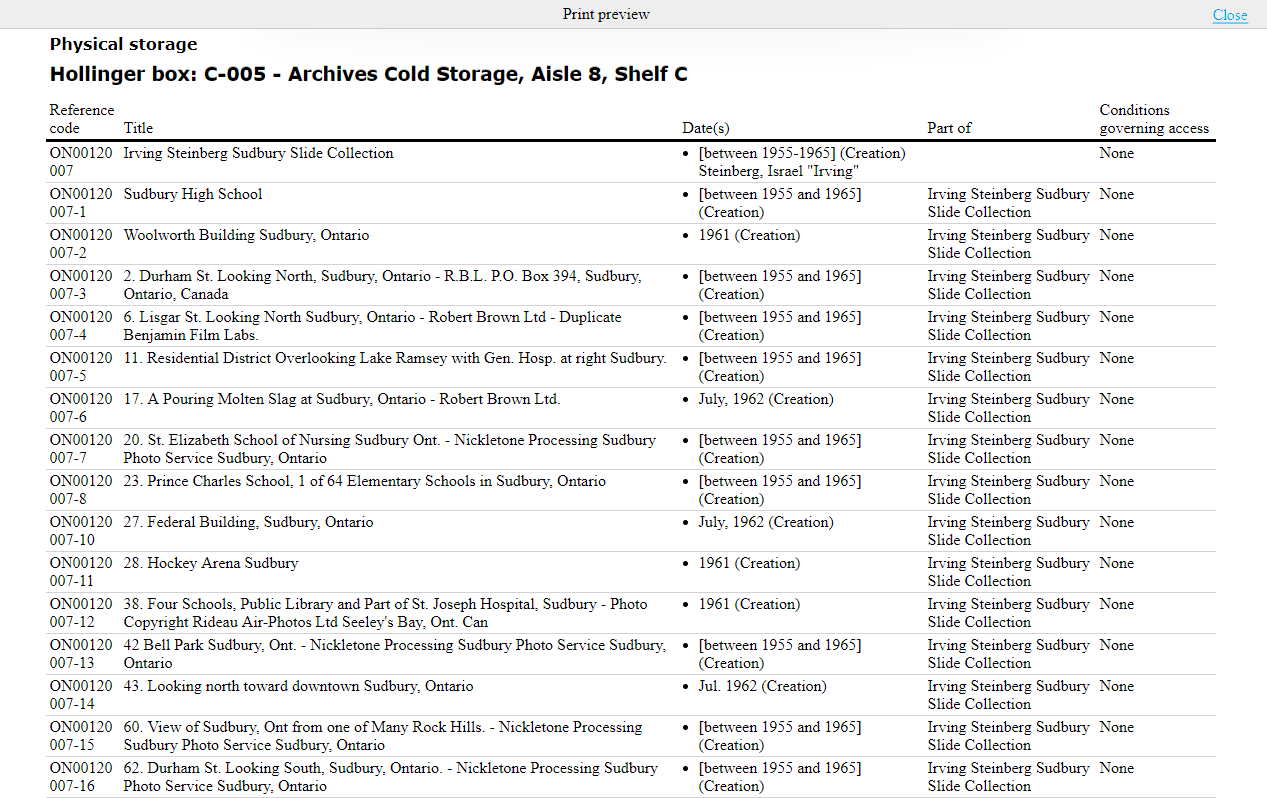 Print preview
Close
Physical storage
Hollinger box: C-005 - Archives Cold Storage, Aisle 8, Shelf C
Reference code Title Date(s) Part of Conditions governing access
ON00120 Irving Steinberg Sudbury Slide Collection • [between 1955-1965] (Creation) None
007 Steinberg, Israel "Irving"
ON00120 Sudbury High School • [between 1955 and 1965] Irving Steinberg Sudbury None
007-1 (Creation) Slide Collection
ON00120 Woolworth Building Sudbury, Ontario • 1961 (Creation) Irving Steinberg Sudbury None
007-2 Slide Collection
ON00120 2. Durham St. Looking North, Sudbury, Ontario - R.B.L. P.O. Box 394, Sudbury, • [between 1955 and 1965] Irving Steinberg Sudbury None
007-3 Ontario, Canada (Creation) Slide Collection
ON00120 6. Lisgar St. Looking North Sudbury, Ontario - Robert Brown Ltd - Duplicate • [between 1955 and 1965] Irving Steinberg Sudbury None
007-4 Benjamin Film Labs. (Creation) Slide Collection
ON00120 11. Residential District Overlooking Lake Ramsey with Gen. Hosp. at right Sudbury. • [between 1955 and 1965] Irving Steinberg Sudbury None
007-5 (Creation) Slide Collection
ON00120 17. A Pouring Molten Slag at Sudbury, Ontario - Robert Brown Ltd. • July, 1962 (Creation) Irving Steinberg Sudbury None
007-6 Slide Collection
ON00120 20. St. Elizabeth School of Nursing Sudbury Ont. - Nickletone Processing Sudbury • [between 1955 and 1965] Irving Steinberg Sudbury None
007-7 Photo Service Sudbury, Ontario (Creation) Slide Collection
ON00120 23. Prince Charles School, 1 of 64 Elementary Schools in Sudbury, Ontario • [between 1955 and 1965] Irving Steinberg Sudbury None
007-8 (Creation) Slide Collection
ON00120 27. Federal Building, Sudbury, Ontario • July, 1962 (Creation) Irving Steinberg Sudbury None
007-10 Slide Collection
ON00120 28. Hockey Arena Sudbury • 1961 (Creation) Irving Steinberg Sudbury None
007-11 Slide Collection
ON00120 38. Four Schools, Public Library and Part of St. Joseph Hospital, Sudbury - Photo • 1961 (Creation) Irving Steinberg Sudbury None
007-12 Copyright Rideau Air-Photos Ltd Seeley's Bay, Ont. Can Slide Collection
ON00120 42 Bell Park Sudbury, Ont. - Nickletone Processing Sudbury Photo Service Sudbury, • [between 1955 and 1965] Irving Steinberg Sudbury None
007-13 Ontario (Creation) Slide Collection
ON00120 43. Looking north toward downtown Sudbury, Ontario • Jul. 1962 (Creation) Irving Steinberg Sudbury None
007-14 Slide Collection
ON00120 60. View of Sudbury, Ont from one of Many Rock Hills. - Nickletone Processing • [between 1955 and 1965] Irving Steinberg Sudbury None
007-15 Sudbury Photo Service Sudbury, Ontario (Creation) Slide Collection
ON00120 62. Durham St. Looking South, Sudbury, Ontario. - Nickletone Processing Sudbury • [between 1955 and 1965] Irving Steinberg Sudbury None
007-16 Photo Service Sudbury, Ontario (Creation) Slide Collection